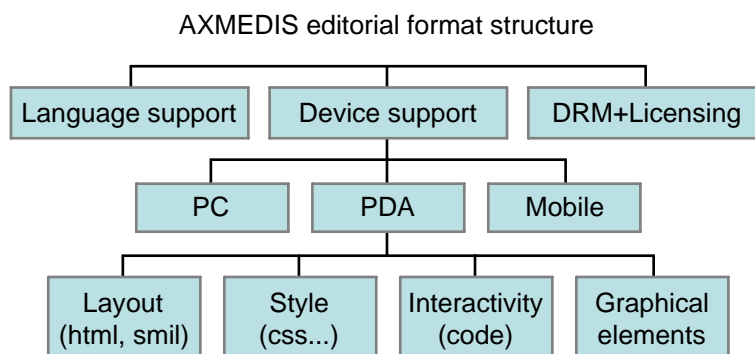 AXMEDIS editorial format structure
Language support
Device support
DRM+Licensing
PC
PDA
Mobile
Layout
(html, smil)
Style
(css...)
Interactivity
(code)
Graphical
elements